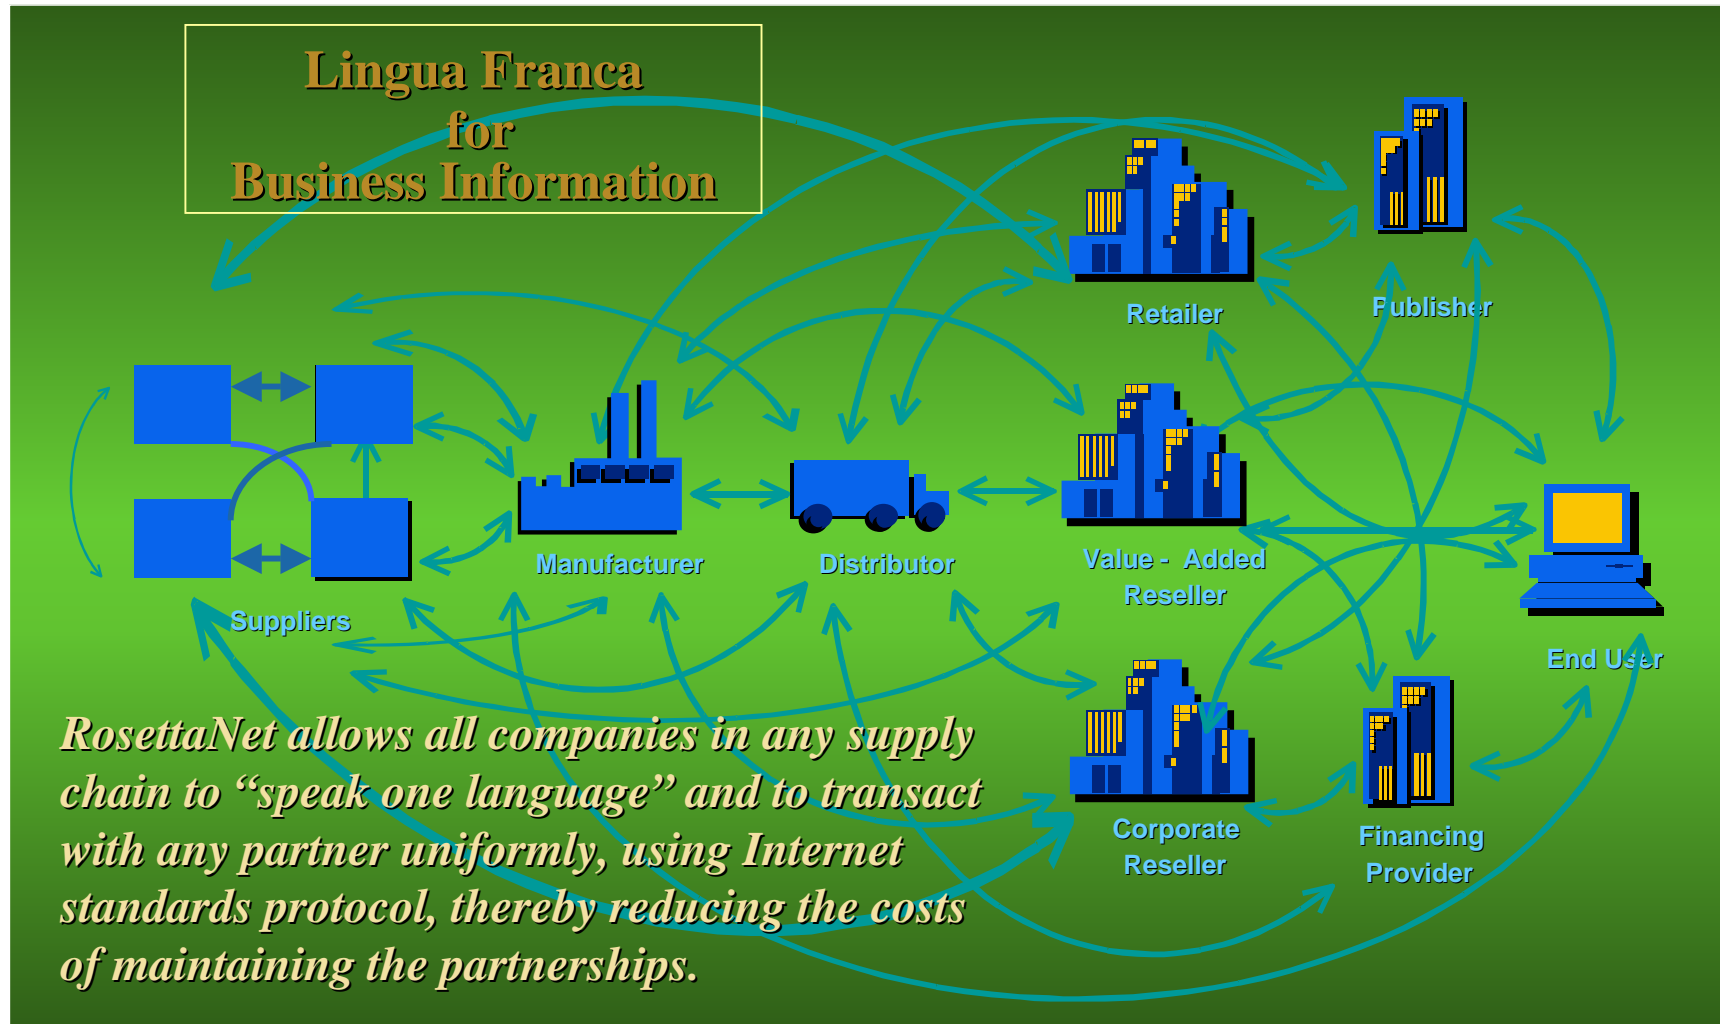 Lingua Franca
for
Business Information
Retailer
Publisher
Manufacturer
Distributor
Value - Added
Reseller
Suppliers
End User
Corporate
Reseller
Financing
Provider
RosettaNet allows all companies in any supply
chain to “speak one language” and to transact
with any partner uniformly, using Internet
standards protocol, thereby reducing the costs
of maintaining the partnerships.